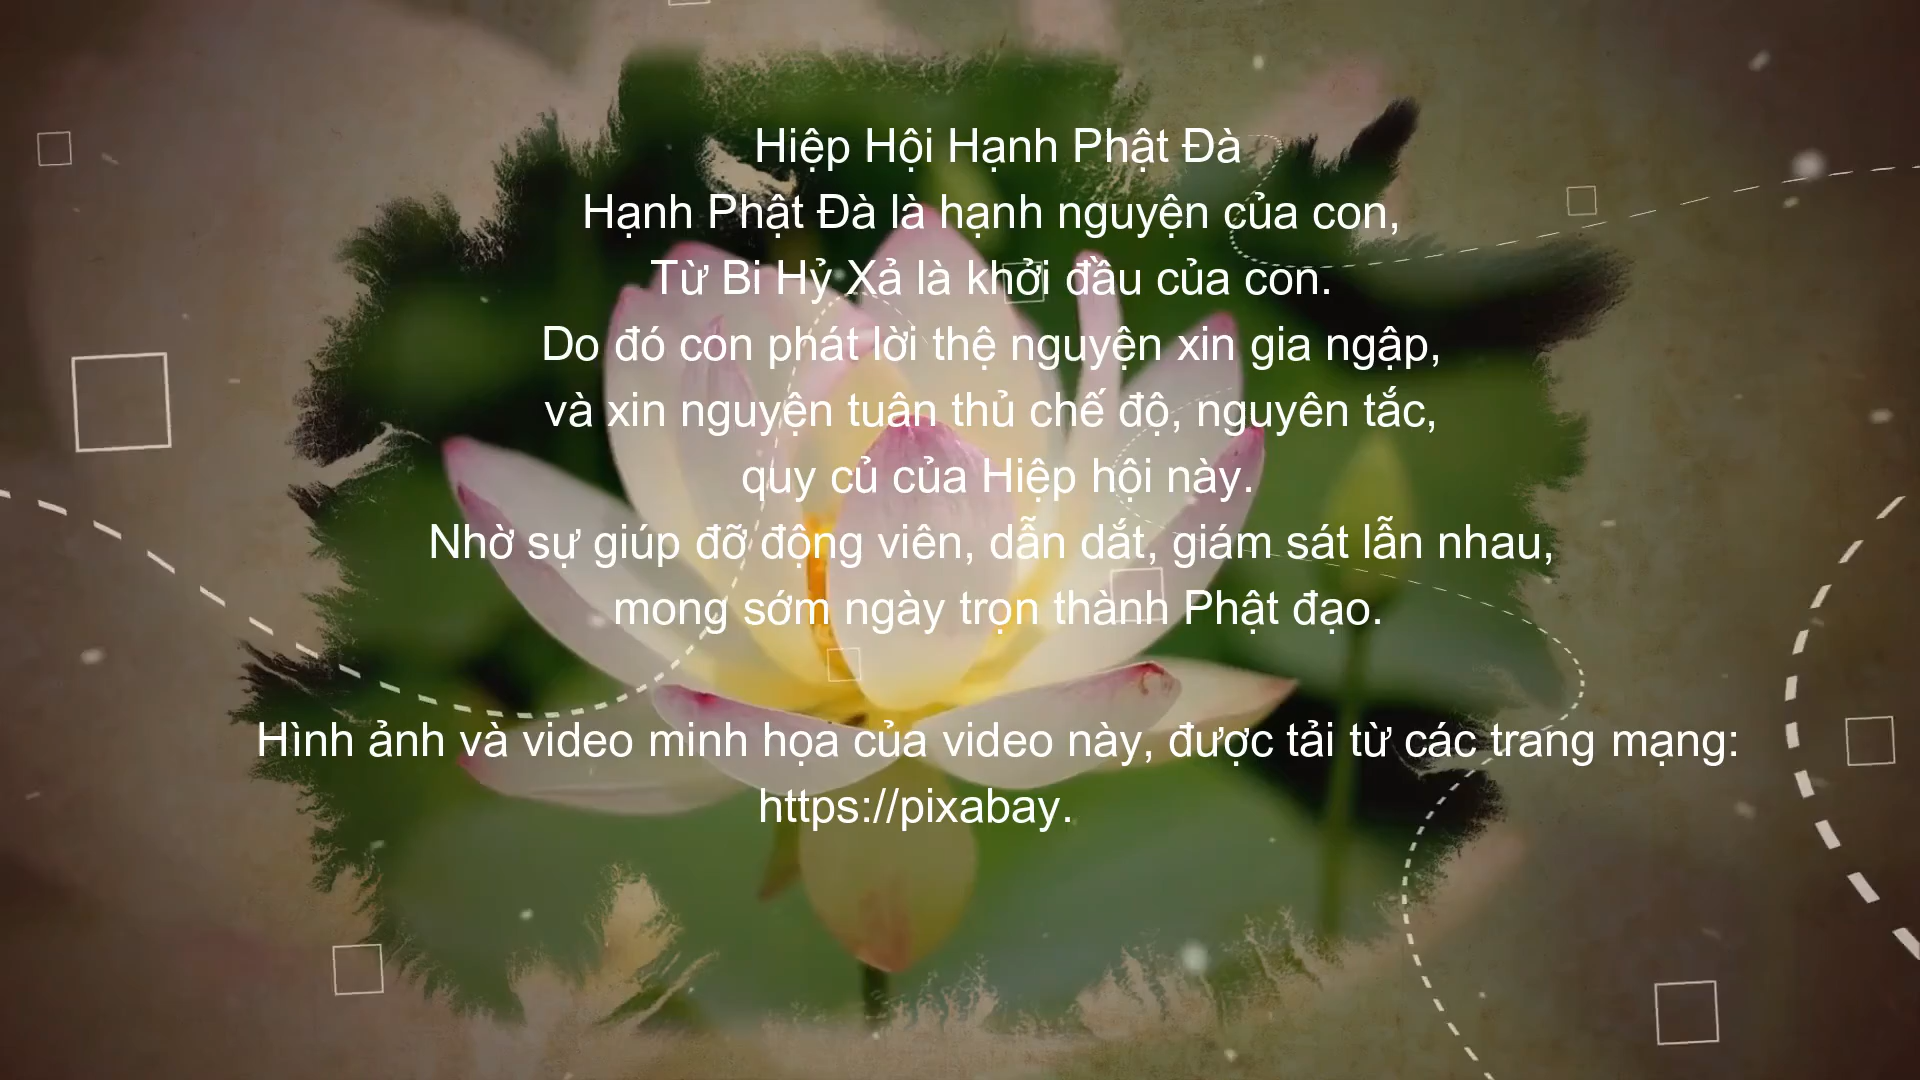 Hiệp Hội Hạnh Phật Đà
Hạnh Phật Đà là hạnh nguyện của con,
Từ Bi Hỷ Xả là khởi đầu của con.
Do đó con phát lời thệ nguyện xin gia ngập,
và xin nguyện tuân thủ chế độ, nguyên tắc,
quy củ của Hiệp hội này.
Nhờ sự giúp đỡ động viên, dẫn dắt, giám sát lẫn nhau,
mong sớm ngày trọn thành Phật đạo.
Hình ảnh và video minh họa của video này, được tải từ các trang mạng:
https://pixabay.